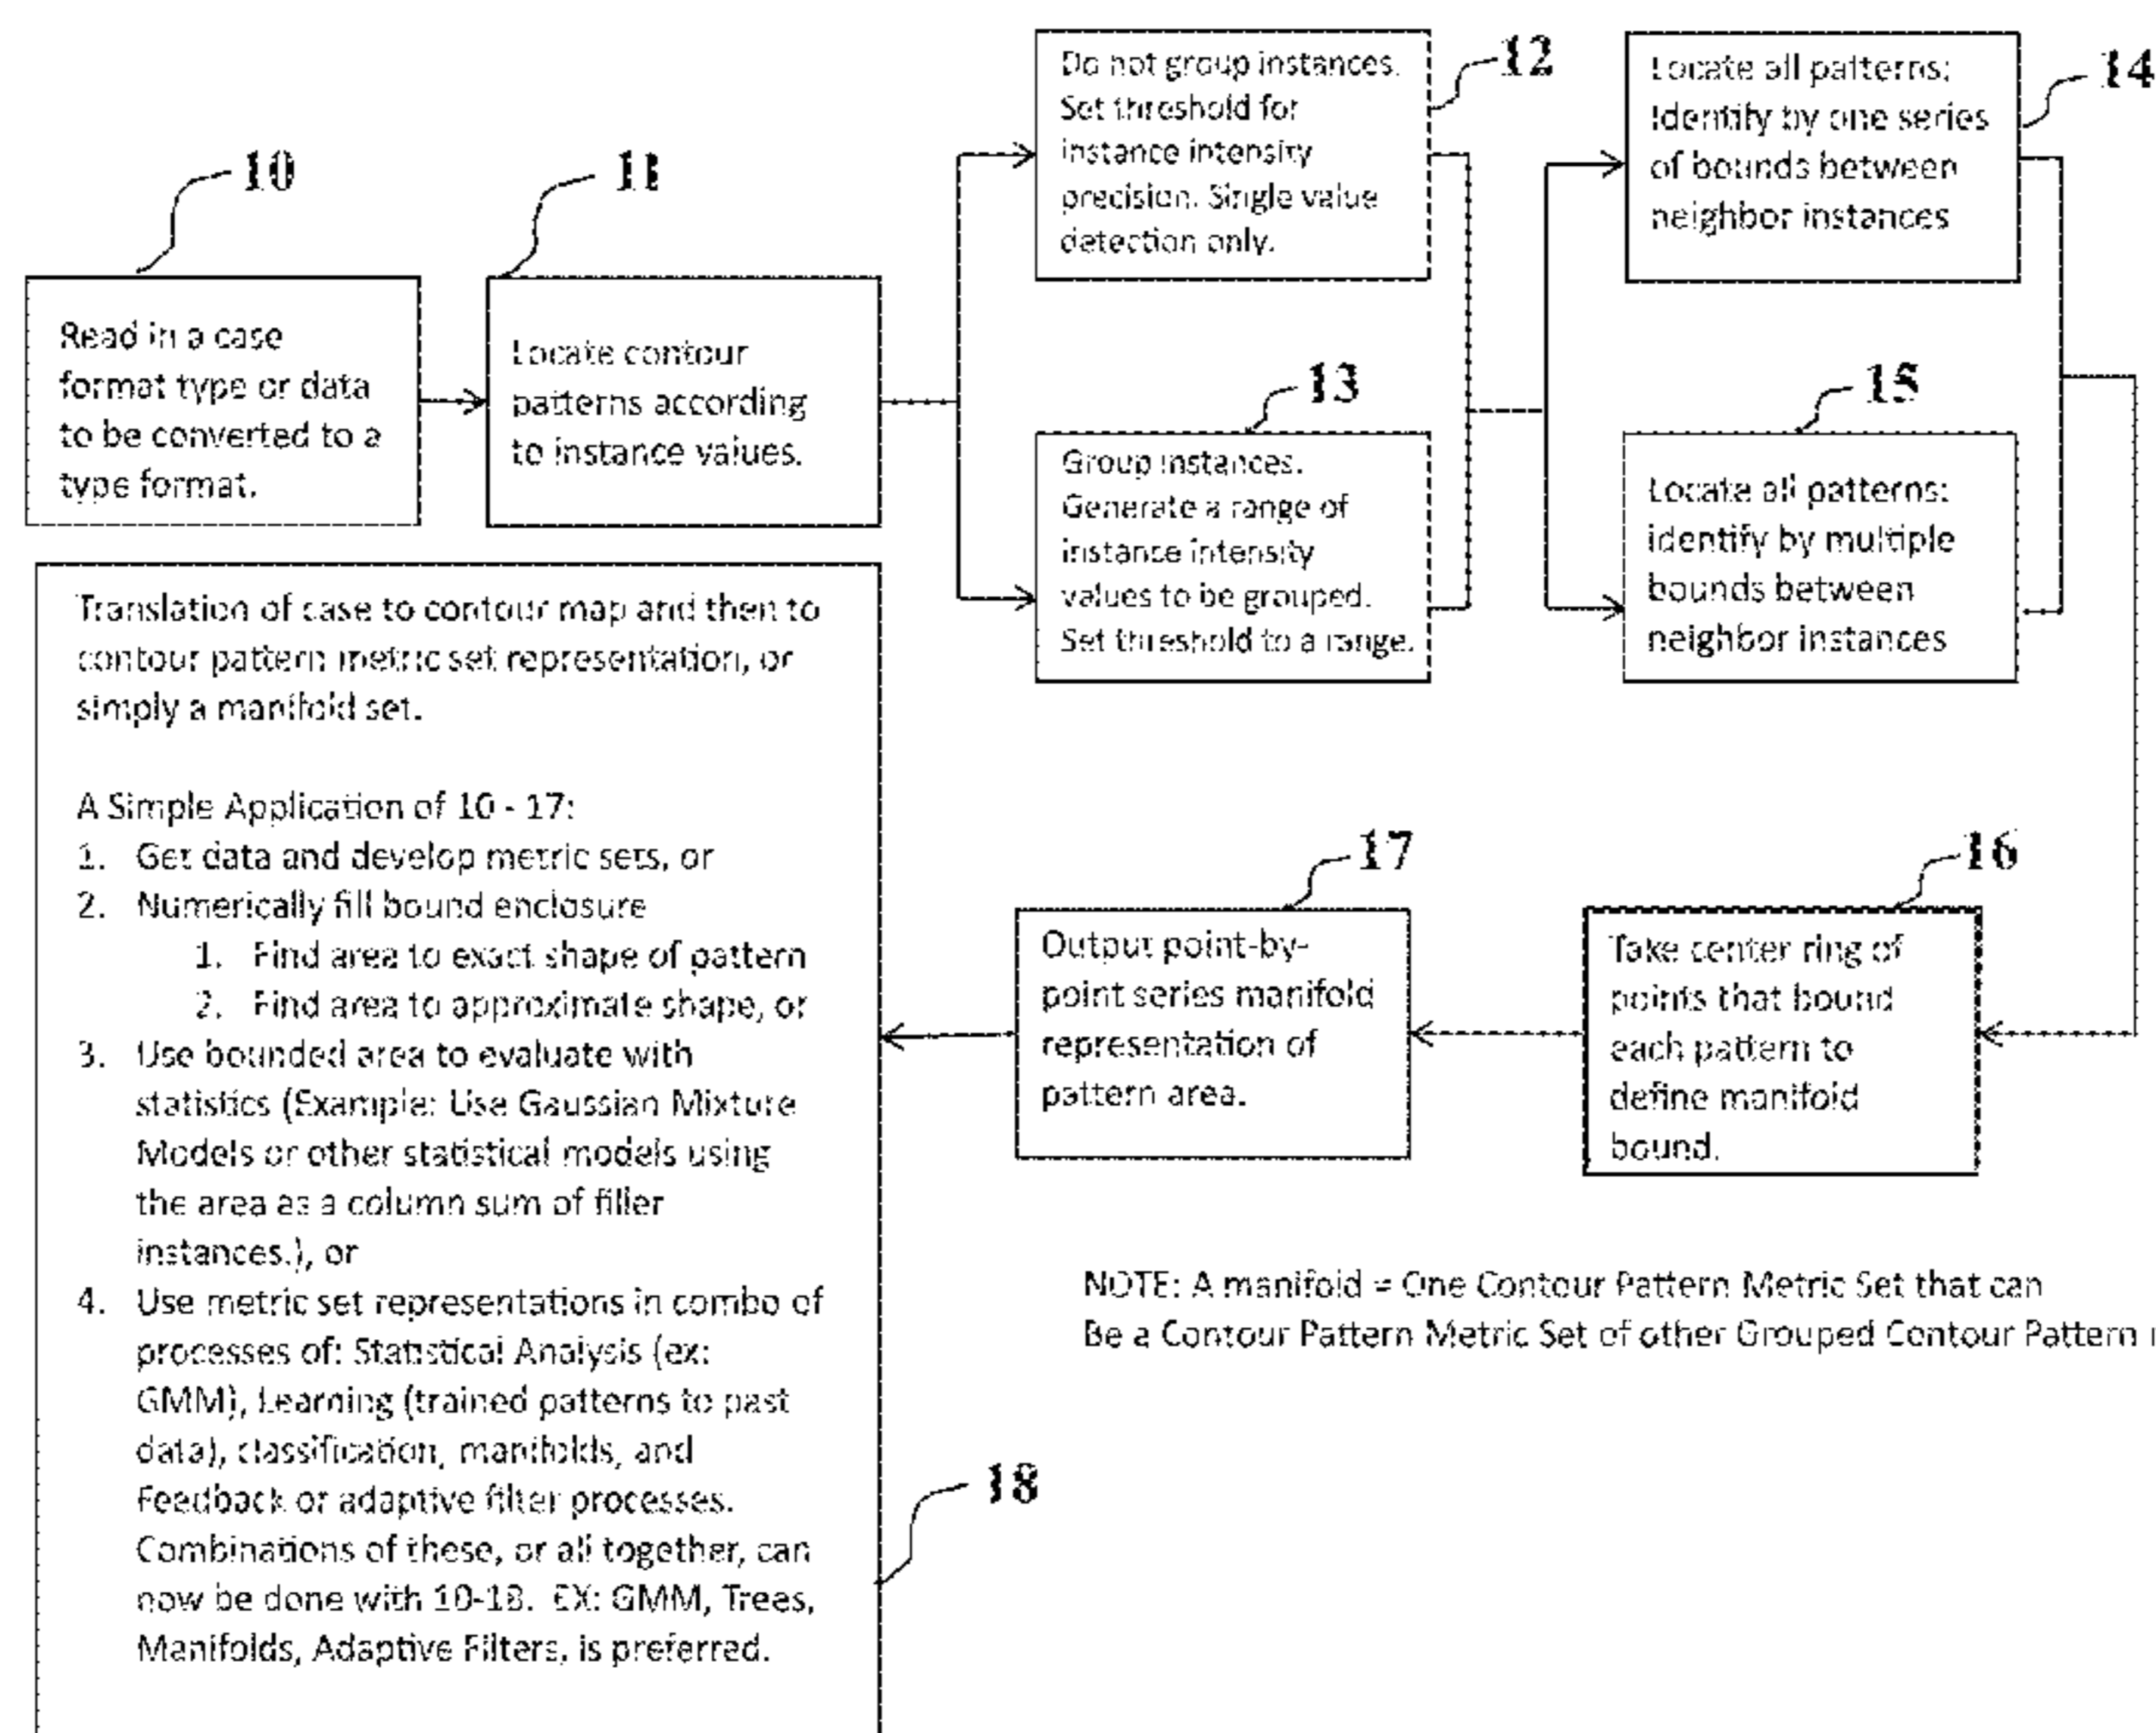 10
Read in a case
format type or data
to be converted to a
type format.
11
Locate contour
patterns according
to instance values.
12
Do not group instances.
Set threshold for
instance intensity
precision. Single value
detection only.
13
Group instances.
Generate a range of
instance intensity
values to be grouped.
Set threshold to a range.
14
Locate all patterns:
Identify by one series
of bounds between
neighbor instances
15
Locate all patterns:
identify by multiple
bounds between
neighbor instances
16
Take center ring of
points that bound
each pattern to
define manifold
bound.
17
Output point-by-
point series manifold
representation of
pattern area.
Translation of case to contour map and then to
contour pattern metric set representation, or
simply a manifold set.
A Simple Application of 10 - 17:
1. Get data and develop metric sets, or
2. Numerically fill bound enclosure
1. Find area to exact shape of pattern
2. Find area to approximate shape, or
3. Use bounded area to evaluate with
statistics (Example: Use Gaussian Mixture
Models or other statistical models using
the area as a column sum of filler
instances.), or
4. Use metric set representations in combo of
processes of: Statistical Analysis (ex:
GMM), Learning (trained patterns to past
data), classification, manifolds, and
Feedback or adaptive filter processes.
Combinations of these, or all together, can
now be done with 10-18. EX: GMM, Trees,
Manifolds, Adaptive Filters, is preferred.
18
NOTE: A manifold = One Contour Pattern Metric Set that can
Be a Contour Pattern Metric Set of other Grouped Contour Pattern